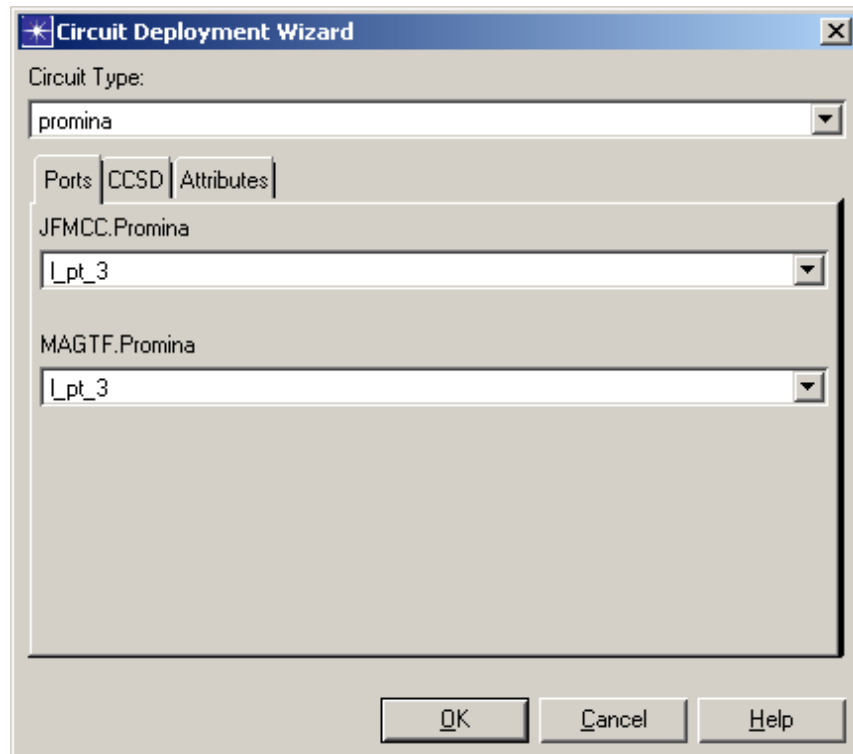 Circuit Deployment Wizard
Circuit Type:
promina
Ports CCSD Attributes
JFMCC.Promina
l_pt_3
MAGTF.Promina
l_pt_3
OK Cancel Help